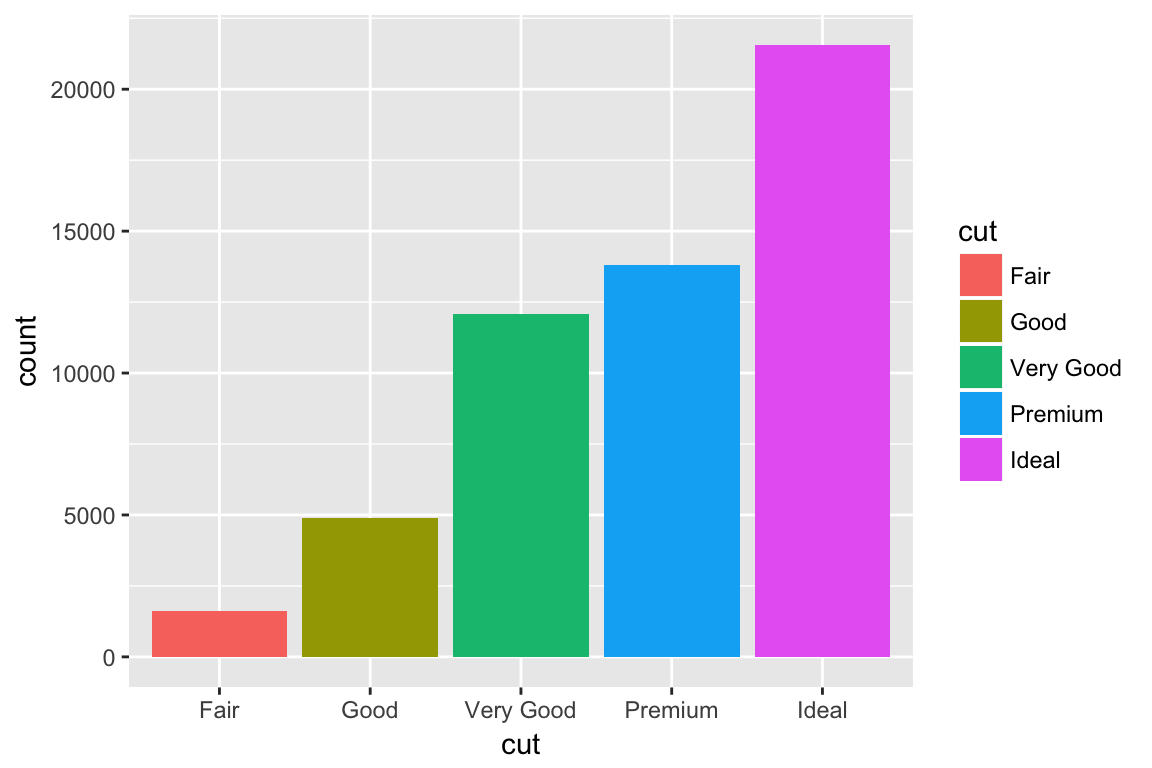 20000
15000
10000
5000
0
count
Fair
Good
Very Good
Premium
Ideal
cut
cut
Fair
Good
Very Good
Premium
Ideal